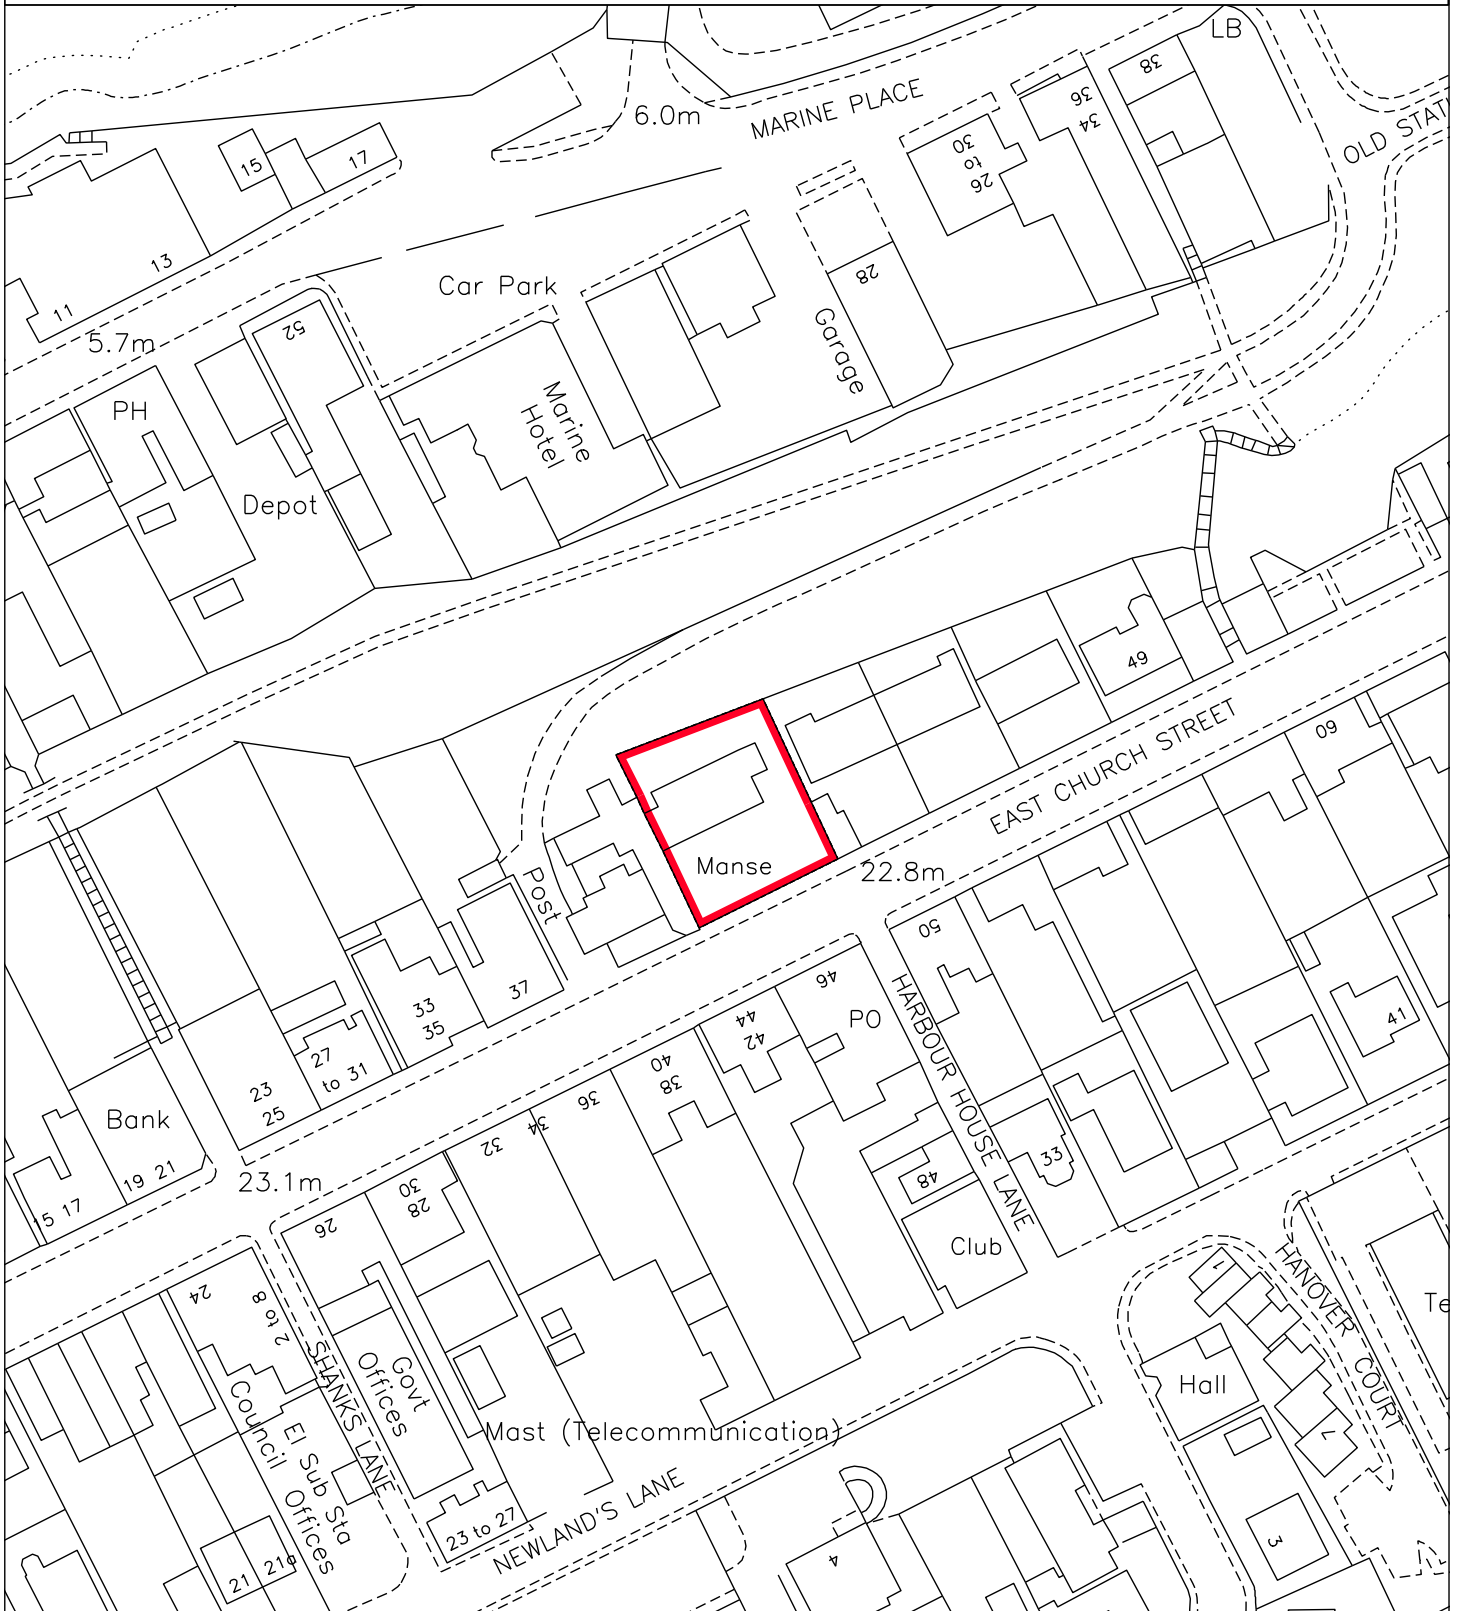 LB
38
36
34
6.0m
MARINE PLACE
OLD STAT
30
to
26
15
17
13
11
5.7m
Car Park
28
Garage
52
PH
Marine
Hotel
Depot
49
EAST CHURCH STREET
60
Manse
22.8m
Post
50
33
35
37
46
44
42
PO
HARBOUR HOUSE LANE
41
27
to 31
23
25
40
38
36
34
32
Bank
19 21
15 17
23.1m
30
28
26
48
33
Club
24
2 to 8
SHANKS LANE
Govt
Offices
HANOVER COURT
1
Te
Hall
7
Council Offices
El Sub Sta
Mast (Telecommunication)
NEWLAND'S LANE
23 to 27
21
21a
4
3